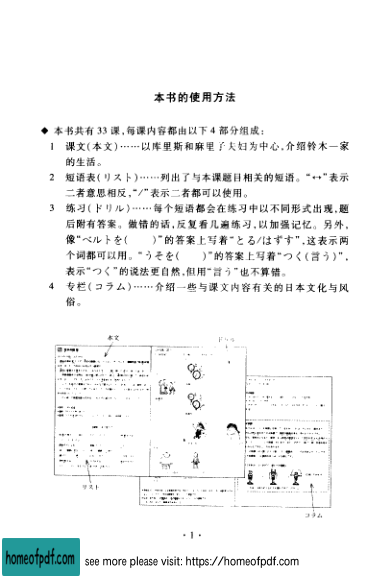 本书的使用方法
◆ 本书共有 33 课,每课内容都由以下 4 部分组成:
1 课文(本文)……以库里斯和麻里子夫妇为中心,介绍铃木一家
的生活。
2 短语表(リスト)……列出了与本课题目相关的短语。“↔”表示
二者意思相反,“/”表示二者都可以使用。
3 练习(ドリル)……每个短语都会在练习中以不同形式出现,题
后附有答案。做错的话,反复看几遍练习,以加强记忆。另外,
像“ベルトを(　　)”的答案上写着“とる/はずす”,这表示两
个词都可以用。“うそを(　　)”的答案上写着“つく(言う)”,
表示“つく”的说法更自然,但用“言う”也不算错。
4 专栏(コラム)……介绍一些与课文内容有关的日本文化与风
俗。
本文
ドリル
リスト
コラム
· 1 ·
homeofpdf.com see more please visit: https://homeofpdf.com